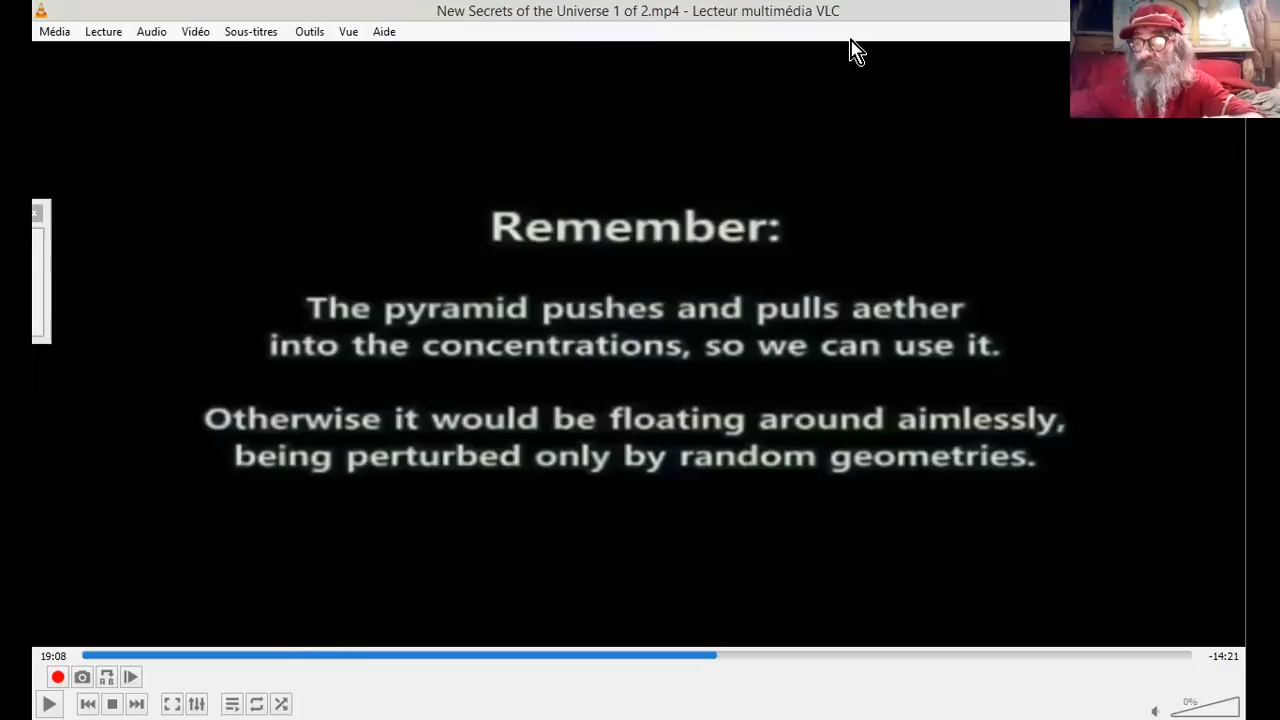 New Secrets of the Universe 1 of 2.mp4 - Lecteur multimédia VLC
Média Lecture Audio Vidéo Sous-titres Outils Vue Aide
Remember:
The pyramid pushes and pulls aether
into the concentrations, so we can use it.
Otherwise it would be floating around aimlessly,
being perturbed only by random geometries.
19:08 -14:21
A B
0%